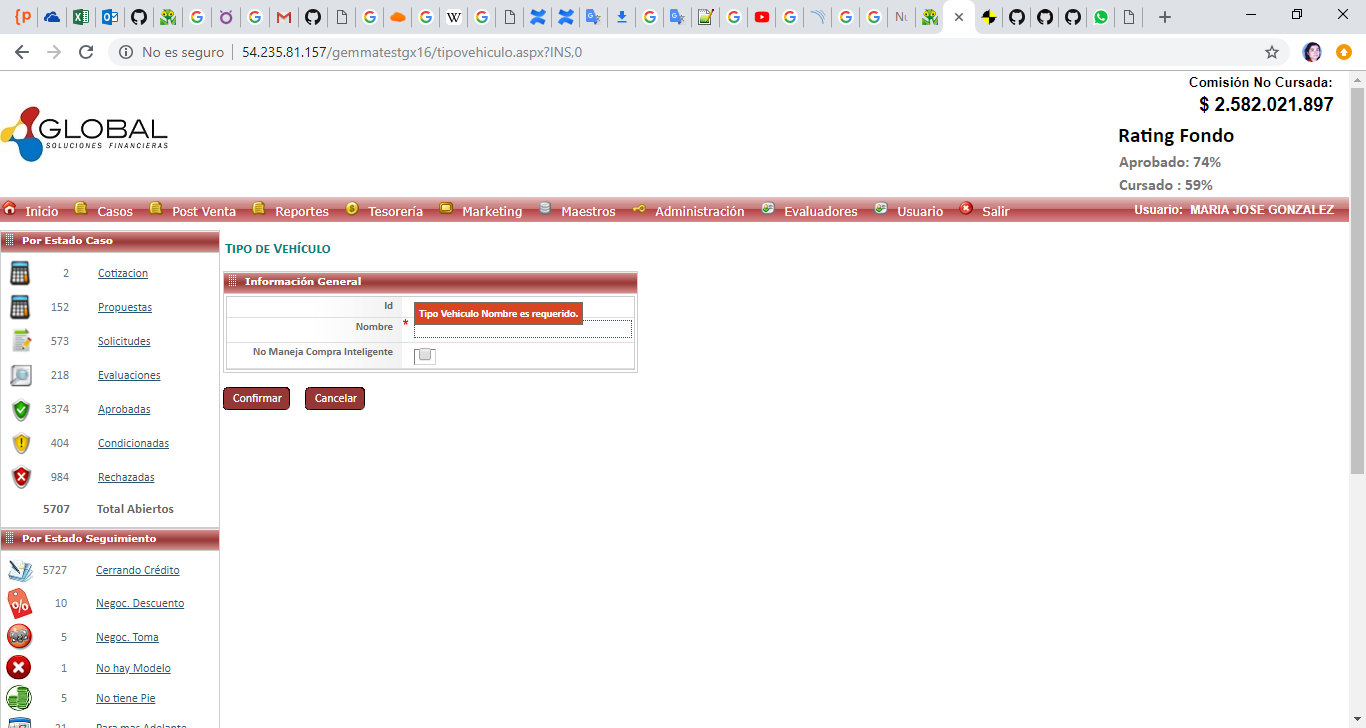 No es seguro
54.235.81.157/gemmatestgx16/tipovehiculo.aspx?INS,0
GLOBAL
SOLUCIONES FINANCIERAS
Comisión No Cursada:
$ 2.582.021.897
Rating Fondo
Aprobado: 74%
Cursado : 59%
Inicio Casos Post Venta Reportes Tesorería Marketing Maestros Administración Evaluadores Usuario Salir Usuario: MARIA JOSE GONZALEZ
Por Estado Caso
2 Cotizacion
152 Propuestas
573 Solicitudes
218 Evaluaciones
3374 Aprobadas
404 Condicionadas
984 Rechazadas
5707 Total Abiertos
Por Estado Seguimiento
5727 Cerrando Crédito
10 Negoc. Descuento
5 Negoc. Toma
1 No hay Modelo
5 No tiene Pie
21 Para mas Adelante
TIPO DE VEHÍCULO
Información General
Id
Tipo Vehiculo Nombre es requerido.
Nombre *
No Maneja Compra Inteligente
Confirmar Cancelar